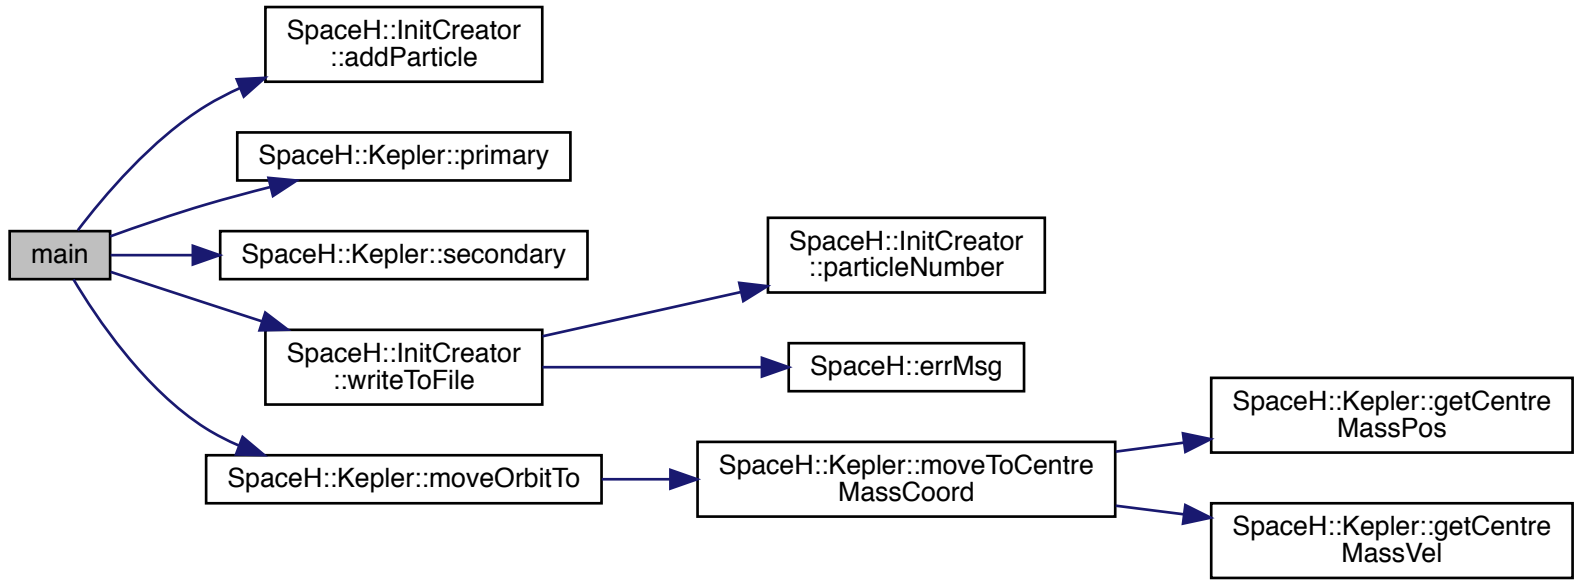 SpaceH::InitCreator
::addParticle
SpaceH::Kepler::primary
main
SpaceH::Kepler::secondary
SpaceH::InitCreator
::writeToFile
SpaceH::Kepler::moveOrbitTo
SpaceH::InitCreator
::particleNumber
SpaceH::errMsg
SpaceH::Kepler::moveToCentre
MassCoord
SpaceH::Kepler::getCentre
MassPos
SpaceH::Kepler::getCentre
MassVel